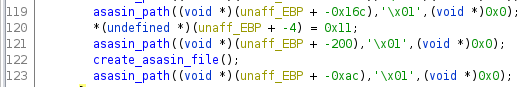 119 asasin_path((void *)(unaff_EBP + -0x16c),'\x01',(void *)0x0);
120 *(undefined *)(unaff_EBP + -4) = 0x11;
121 asasin_path((void *)(unaff_EBP + -200),'\x01',(void *)0x0);
122 create_asasin_file();
123 asasin_path((void *)(unaff_EBP + -0xac),'\x01',(void *)0x0);